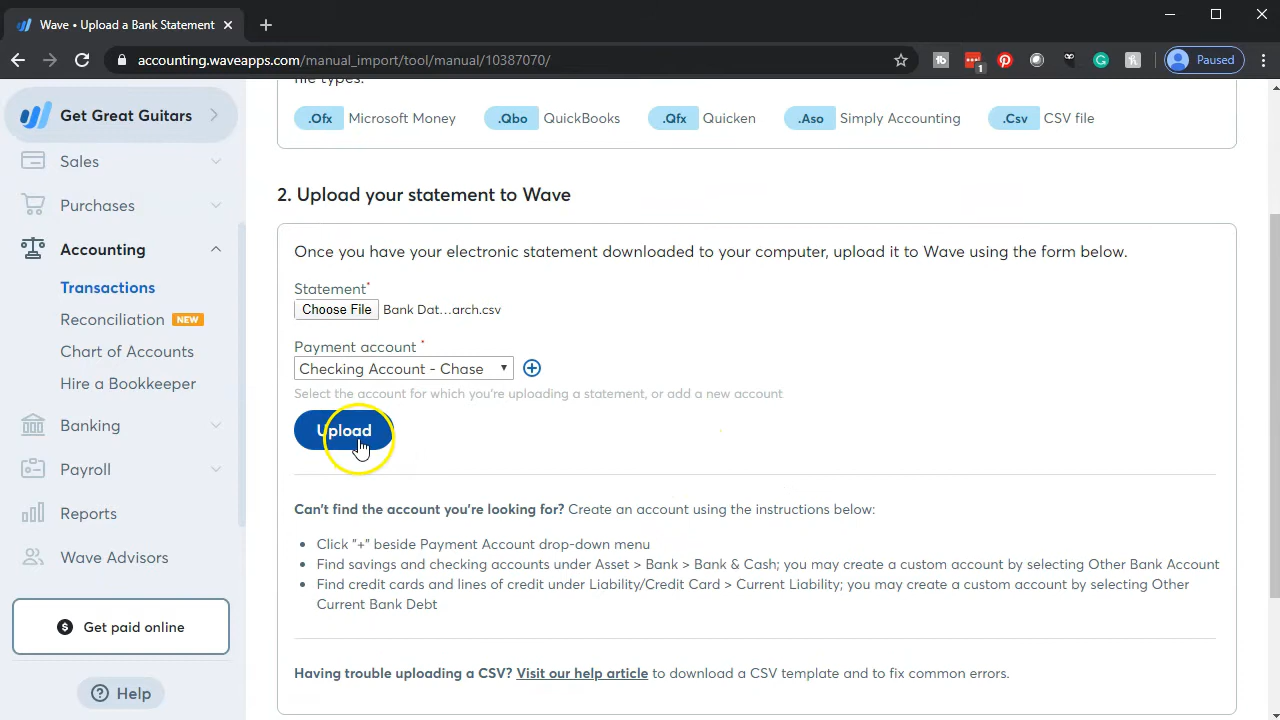 Wave • Upload a Bank Statement
accounting.waveapps.com/manual_import/tool/manual/10387070/
1
Paused
Get Great Guitars
Sales
Purchases
Accounting
Transactions
Reconciliation NEW
Chart of Accounts
Hire a Bookkeeper
Banking
Payroll
Reports
Wave Advisors
Get paid online
Help
file types.
.Ofx Microsoft Money .Qbo QuickBooks .Qfx Quicken .Aso Simply Accounting .Csv CSV file
2. Upload your statement to Wave
Once you have your electronic statement downloaded to your computer, upload it to Wave using the form below.
Statement*
Choose File Bank Dat...arch.csv
Payment account *
Checking Account - Chase
Select the account for which you're uploading a statement, or add a new account
Upload
Can't find the account you're looking for? Create an account using the instructions below:
• Click "+" beside Payment Account drop-down menu
• Find savings and checking accounts under Asset > Bank > Bank & Cash; you may create a custom account by selecting Other Bank Account
• Find credit cards and lines of credit under Liability/Credit Card > Current Liability; you may create a custom account by selecting Other
Current Bank Debt
Having trouble uploading a CSV? Visit our help article to download a CSV template and to fix common errors.